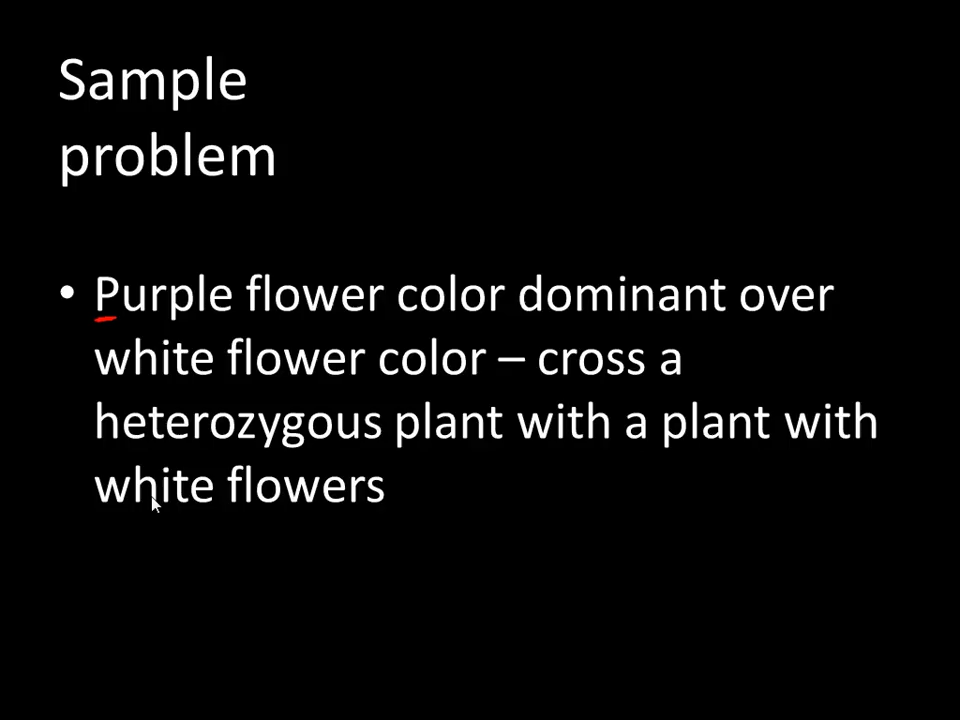 Sample
problem
• Purple flower color dominant over
white flower color – cross a
heterozygous plant with a plant with
white flowers